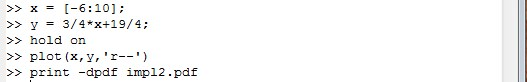 >> x = [-6:10];
>> y = 3/4*x+19/4;
>> hold on
>> plot(x,y,'r--')
>> print -dpdf impl2.pdf